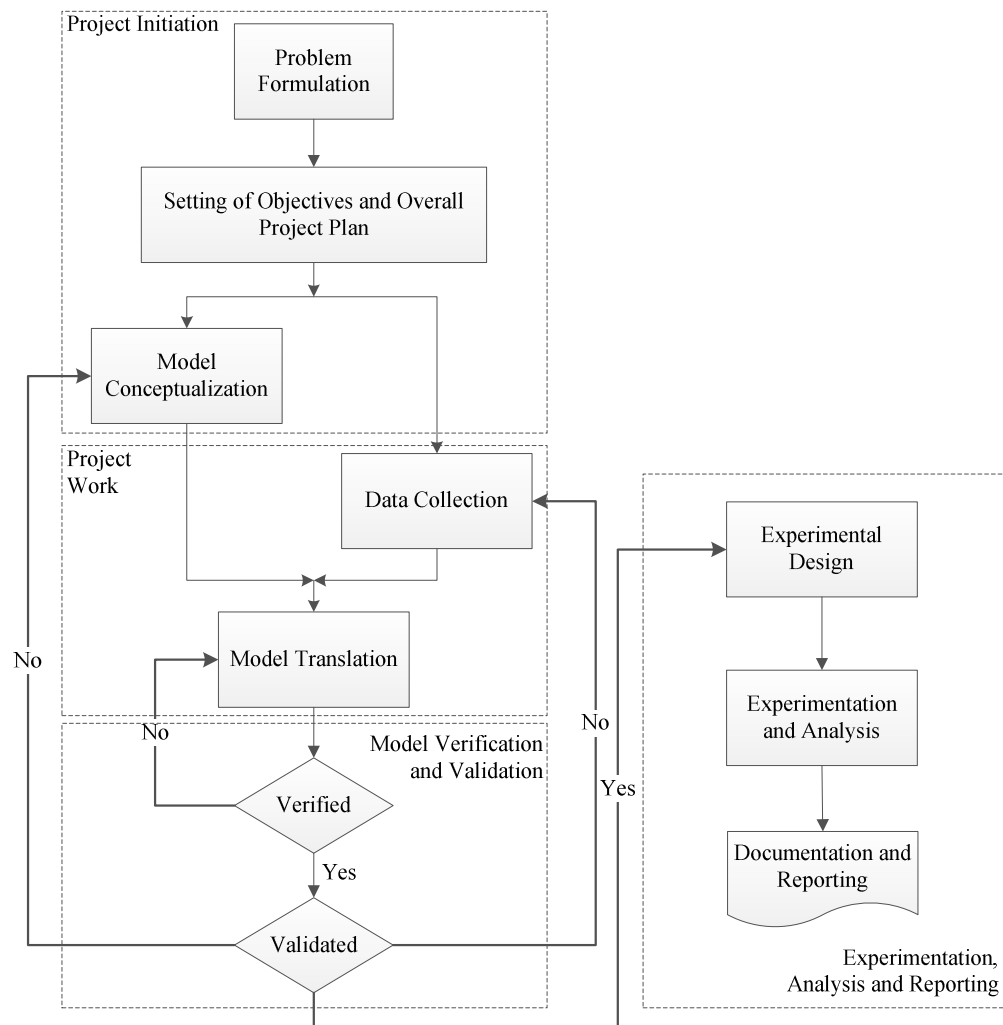 Project Initiation
Problem
Formulation
Setting of Objectives and Overall
Project Plan
Model
Conceptualization
Project
Work
Data Collection
Model Translation
No
No
Model Verification
and Validation
Verified
Yes
Validated
No
Yes
Experimental
Design
Experimentation
and Analysis
Documentation and
Reporting
Experimentation,
Analysis and Reporting